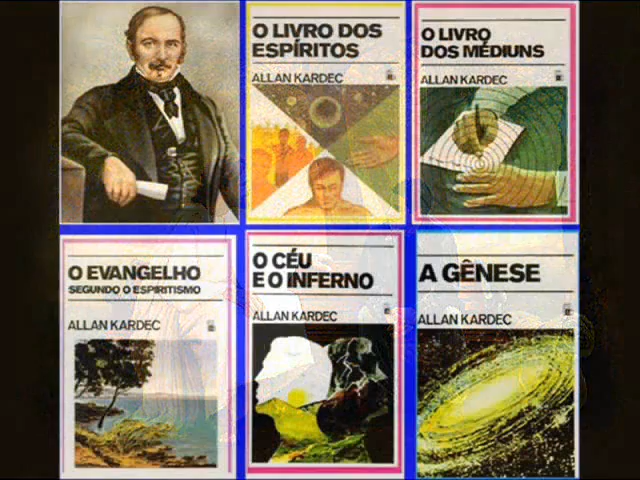 O LIVRO DOS
ESPÍRITOS
ALLAN KARDEC
O LIVRO
DOS MÉDIUNS
ALLAN KARDEC
O EVANGELHO
SEGUNDO O ESPIRITISMO
ALLAN KARDEC
O CÉU
E O INFERNO
ALLAN KARDEC
A GÊNESE
ALLAN KARDEC